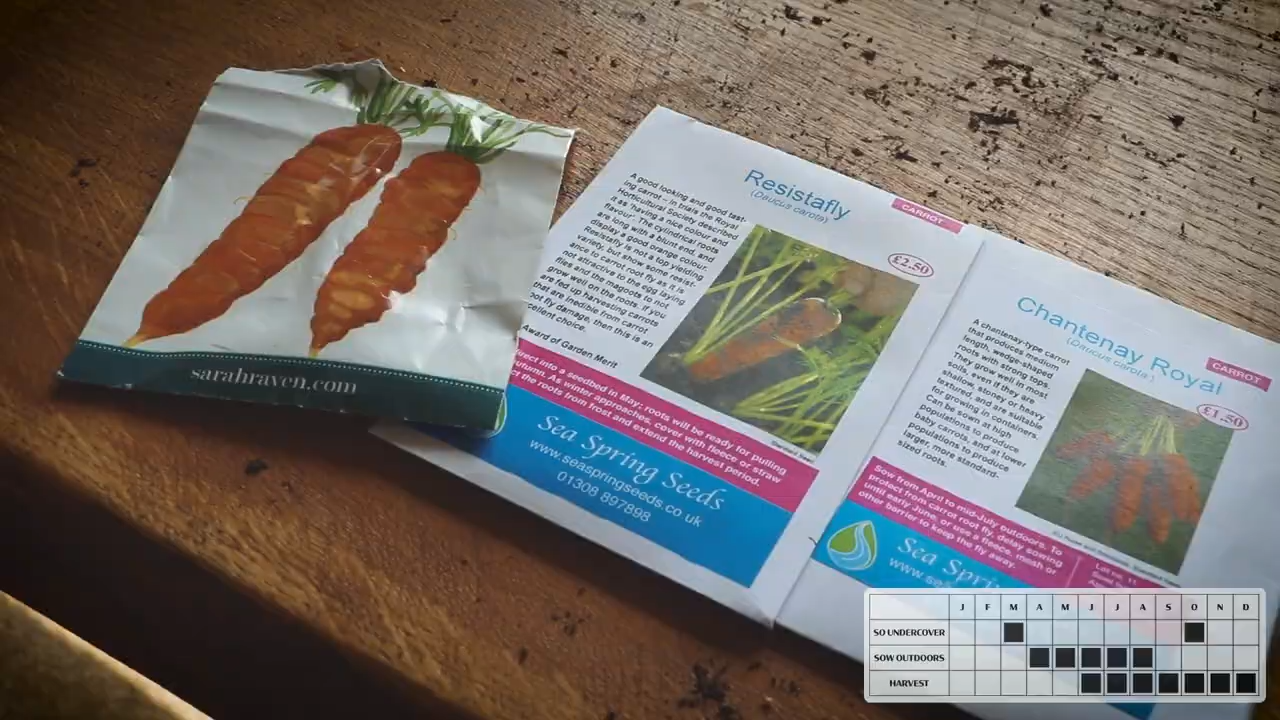 sarahraven.com
Resistafly
(Daucus carota)
CARROT
£2.50
A good looking and good tast-
ing carrot – in trials the Royal
Horticultural Society described
it as 'having a nice colour and
flavour'. The cylindrical roots
are long with a blunt end, and
display a good orange colour.
Resistafly is not a top yielding
variety, but show some resist-
ance to carrot root fly as it is
not attractive to the egg laying
flies and the maggots to not
grow well on the roots. If you
are fed up harvesting carrots
that are inedible from carrot
root fly damage, then this is an
excellent choice.
Award of Garden Merit
direct into a seedbed in May; roots will be ready for pulling
autumn. As winter approaches, cover with fleece or straw
the roots from frost and extend the harvest period.
Sea Spring Seeds
www.seaspringseeds.co.uk
01308 897898
Chantenay Royal
(Daucus carota)
CARROT
£1.50
A chantenay-type carrot
that produces medium
length, wedge-shaped
roots with strong tops.
They grow well in most
soils, even if they are
shallow, stoney or heavy
textured, and are suitable
for growing in containers.
Can be sown at high
populations to produce
baby carrots, and at lower
populations to produce
larger, more standard-
sized roots.
Sow from April to mid-July outdoors. To
protect from carrot root fly, delay sowing
until early June, or use a fleece, mesh or
other barrier to keep the fly away.
Lot no. 11
Sea Sprin
www.sea
J F M A M J J A S O N D
SO UNDERCOVER
SOW OUTDOORS
HARVEST